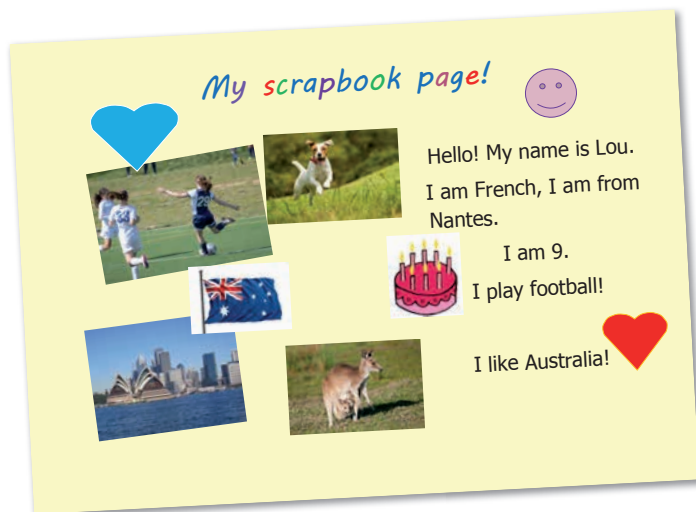 My scrapbook page!
Hello! My name is Lou.
I am French, I am from
Nantes.
I am 9.
I play football!
I like Australia!